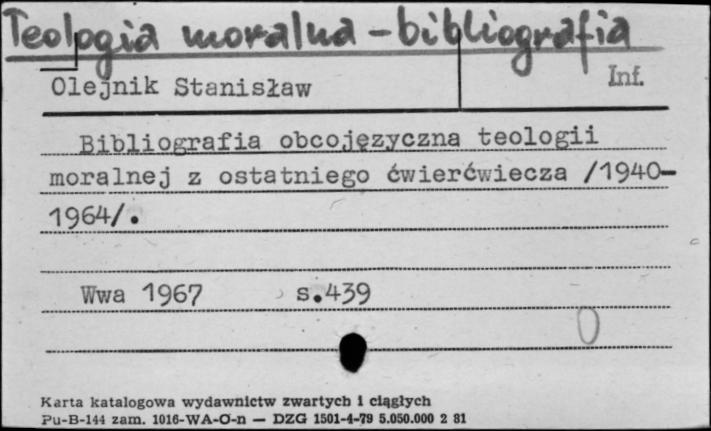 Teologia moralna - bibliografia
Olejnik Stanisław Inf.
Bibliografia obcojęzyczna teologii
moralnej z ostatniego ćwierćwiecza /1940-
1964/.
Wwa 1967 s.439
0
Karta katalogowa wydawnictw zwartych i ciągłych
Pu-B-144 zam. 1016-WA-O-n — DZG 1501-4-79 5.050.000 2 81